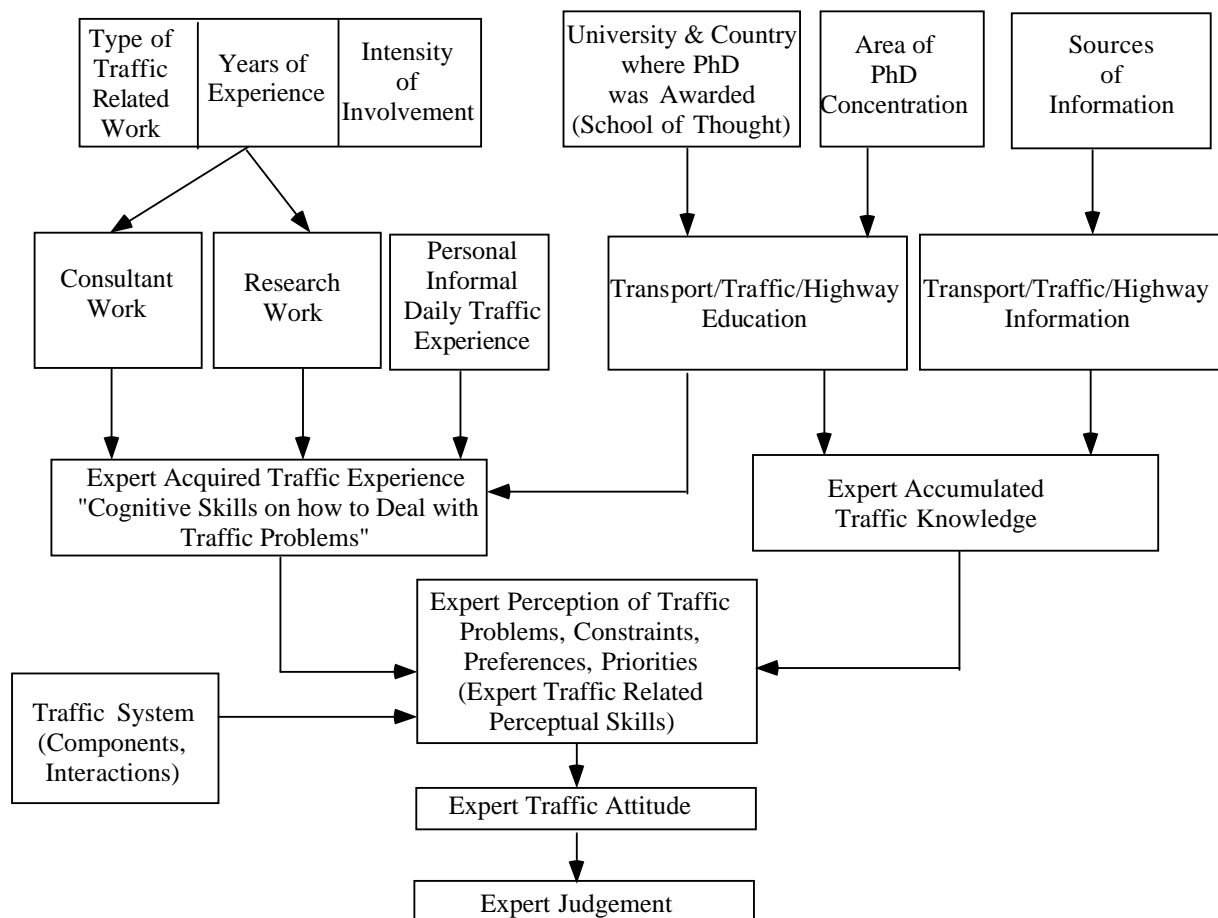 Type of
Traffic
Related
Work
Years of
Experience
Intensity
of
Involvement
University & Country
where PhD
was Awarded
(School of Thought)
Area of
PhD
Concentration
Sources
of
Information
Consultant
Work
Research
Work
Personal
Informal
Daily Traffic
Experience
Transport/Traffic/Highway
Education
Transport/Traffic/Highway
Information
Expert Acquired Traffic Experience
"Cognitive Skills on how to Deal with
Traffic Problems"
Expert Accumulated
Traffic Knowledge
Expert Perception of Traffic
Problems, Constraints,
Preferences, Priorities
(Expert Traffic Related
Perceptual Skills)
Traffic System
(Components,
Interactions)
Expert Traffic Attitude
Expert Judgement